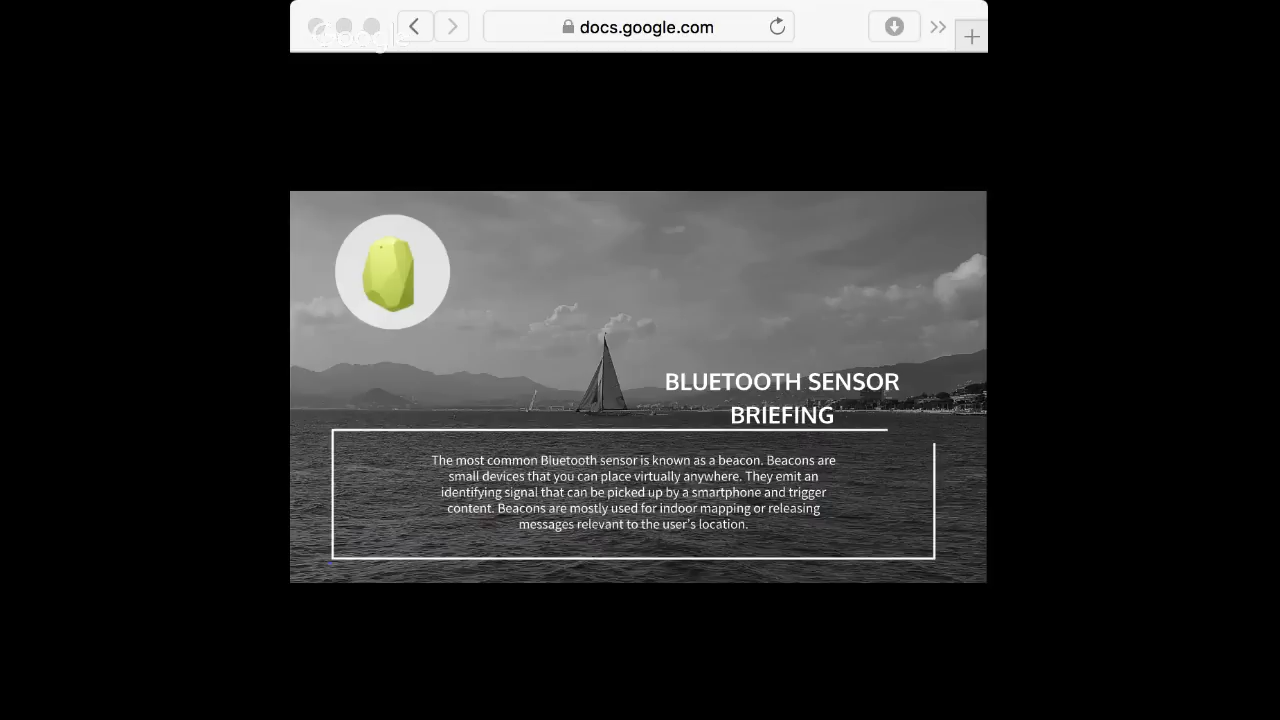 Google
docs.google.com
BLUETOOTH SENSOR
BRIEFING
The most common Bluetooth sensor is known as a beacon. Beacons are
small devices that you can place virtually anywhere. They emit an
identifying signal that can be picked up by a smartphone and trigger
content. Beacons are mostly used for indoor mapping or releasing
messages relevant to the user's location.